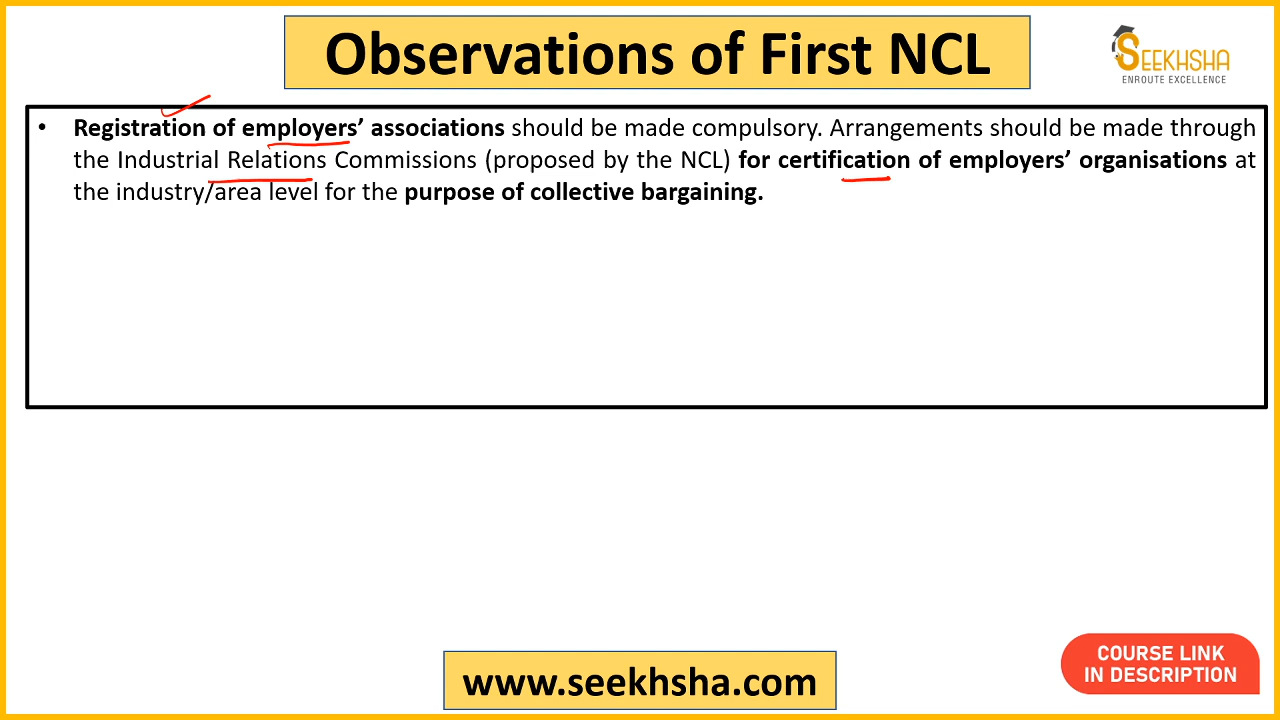 Observations of First NCL
SEEKHSHA
ENROUTE EXCELLENCE
• Registration of employers’ associations should be made compulsory. Arrangements should be made through
the Industrial Relations Commissions (proposed by the NCL) for certification of employers’ organisations at
the industry/area level for the purpose of collective bargaining.
COURSE LINK
IN DESCRIPTION
www.seekhsha.com